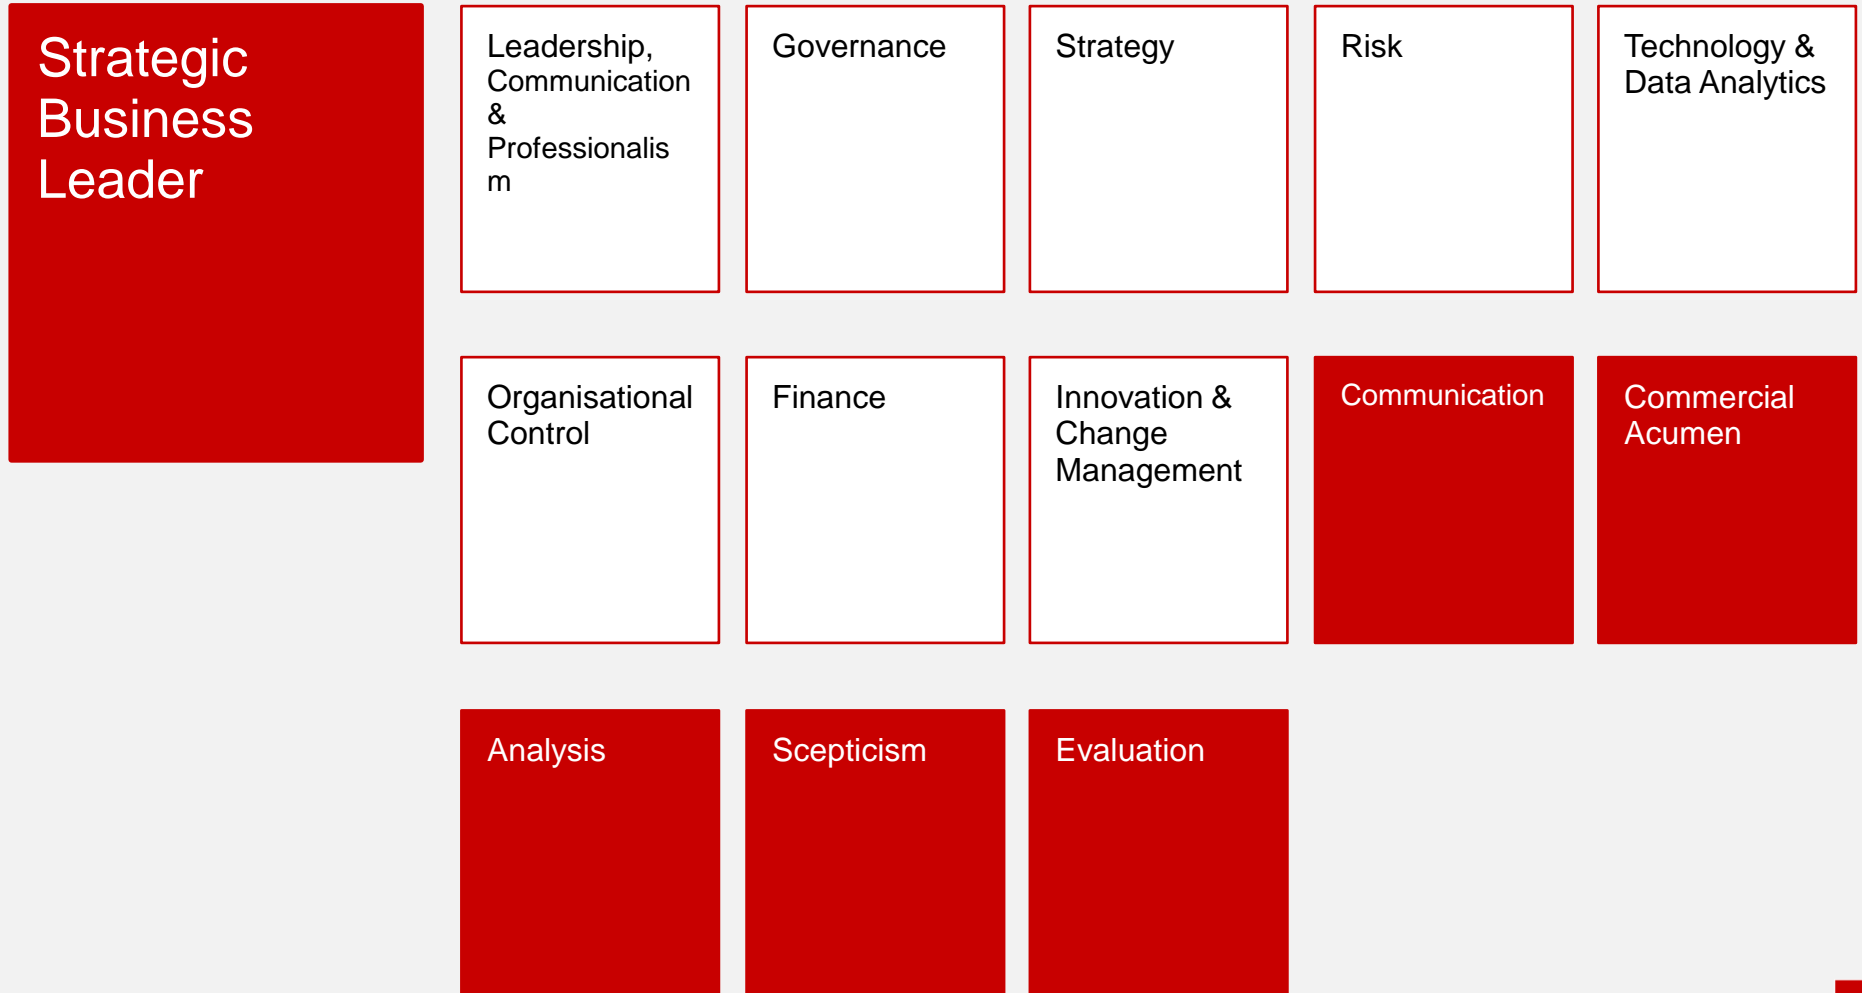 Strategic
Business
Leader
Leadership,
Communication
&
Professionalis
m
Governance
Strategy
Risk
Technology &
Data Analytics
Organisational
Control
Finance
Innovation &
Change
Management
Communication
Commercial
Acumen
Analysis
Scepticism
Evaluation